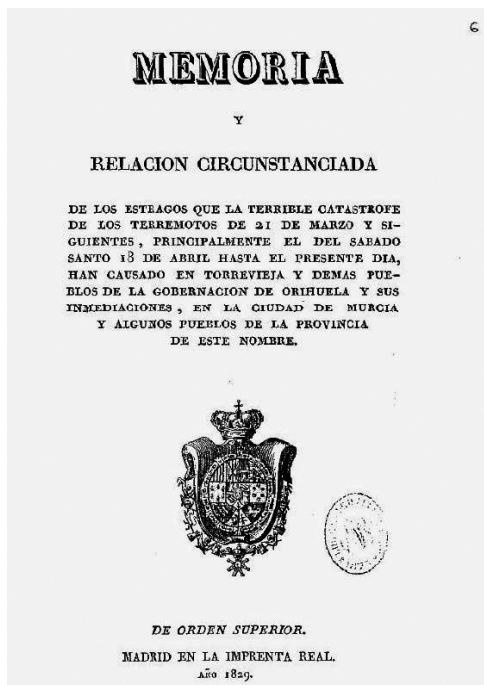 6
MEMORIA
Y
RELACION CIRCUNSTANCIADA
DE LOS ESTRAGOS QUE LA TERRIBLE CATASTROFE
DE LOS TERREMOTOS DE 21 DE MARZO Y SI-
GUIENTES, PRINCIPALMENTE EL DEL SABADO
SANTO 18 DE ABRIL HASTA EL PRESENTE DIA,
HAN CAUSADO EN TORREVIEJA Y DEMAS PUE-
BLOS DE LA GOBERNACION DE ORIHUELA Y SUS
INMEDIACIONES, EN LA CIUDAD DE MURCIA
Y ALGUNOS PUEBLOS DE LA PROVINCIA
DE ESTE NOMBRE.
DE ORDEN SUPERIOR.
MADRID EN LA IMPRENTA REAL.
AÑO 1829.